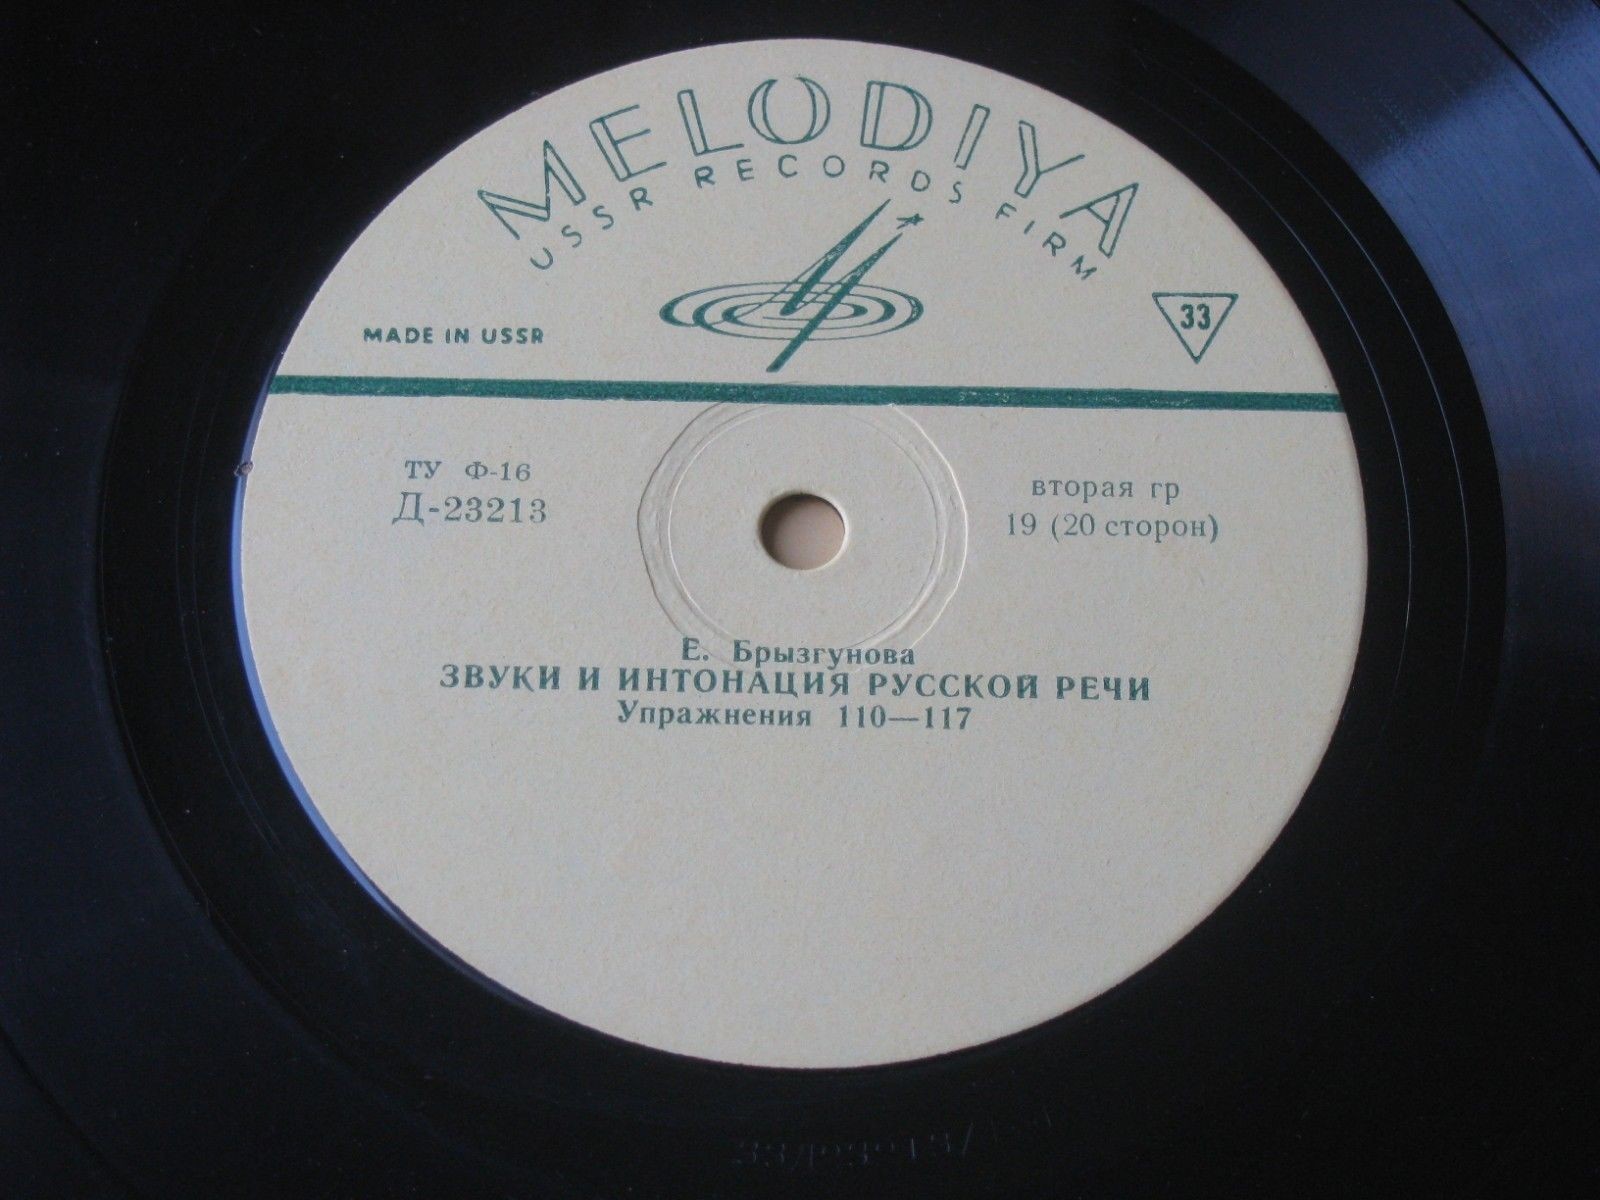 MELODIYA
USSR RECORDS FIRM
MADE IN USSR
33
ТУ Ф-16
Д-23213
вторая гр
19 (20 сторон)
Е. Брызгунова
ЗВУКИ И ИНТОНАЦИЯ РУССКОЙ РЕЧИ
Упражнения 110—117